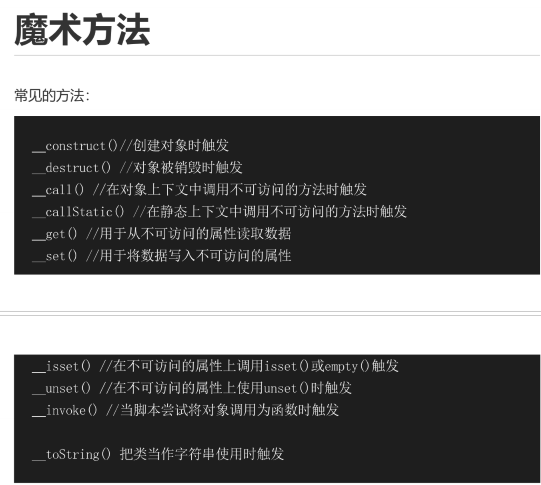 魔术方法
常见的方法：
__construct()//创建对象时触发
__destruct() //对象被销毁时触发
__call() //在对象上下文中调用不可访问的方法时触发
__callStatic() //在静态上下文中调用不可访问的方法时触发
__get() //用于从不可访问的属性读取数据
__set() //用于将数据写入不可访问的属性
__isset() //在不可访问的属性上调用isset()或empty()触发
__unset() //在不可访问的属性上使用unset()时触发
__invoke() //当脚本尝试将对象调用为函数时触发
__toString() 把类当作字符串使用时触发